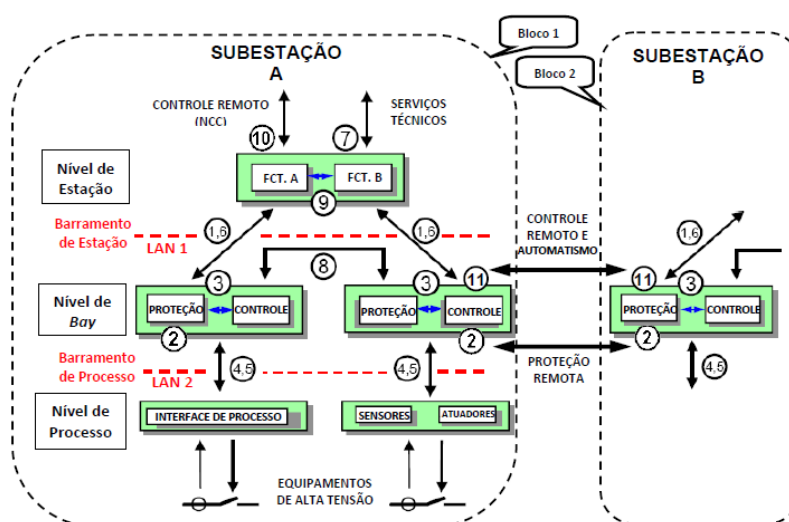 SUBESTAÇÃO
A
Bloco 1
Bloco 2
SUBESTAÇÃO
B
CONTROLE REMOTO
(NCC)
SERVIÇOS
TÉCNICOS
10
7
Nível de
Estação
FCT. A
FCT. B
9
Barramento
de Estação
LAN 1
1,6
1,6
8
CONTROLE
REMOTO E
AUTOMATISMO
1,6
3
3
11
11
3
Nível de
Bay
PROTEÇÃO
CONTROLE
PROTEÇÃO
CONTROLE
PROTEÇÃO
CONTROLE
2
2
2
Barramento
de Processo
LAN 2
4,5
4,5
PROTEÇÃO
REMOTA
4,5
Nível de
Processo
INTERFACE DE PROCESSO
SENSORES
ATUADORES
EQUIPAMENTOS
DE ALTA TENSÃO